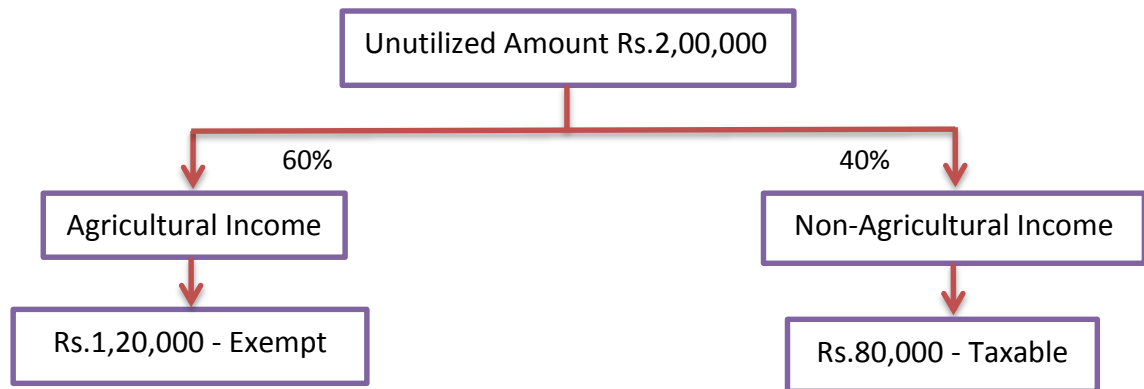 Unutilized Amount Rs.2,00,000
60%
40%
Agricultural Income
Non-Agricultural Income
Rs.1,20,000 - Exempt
Rs.80,000 - Taxable